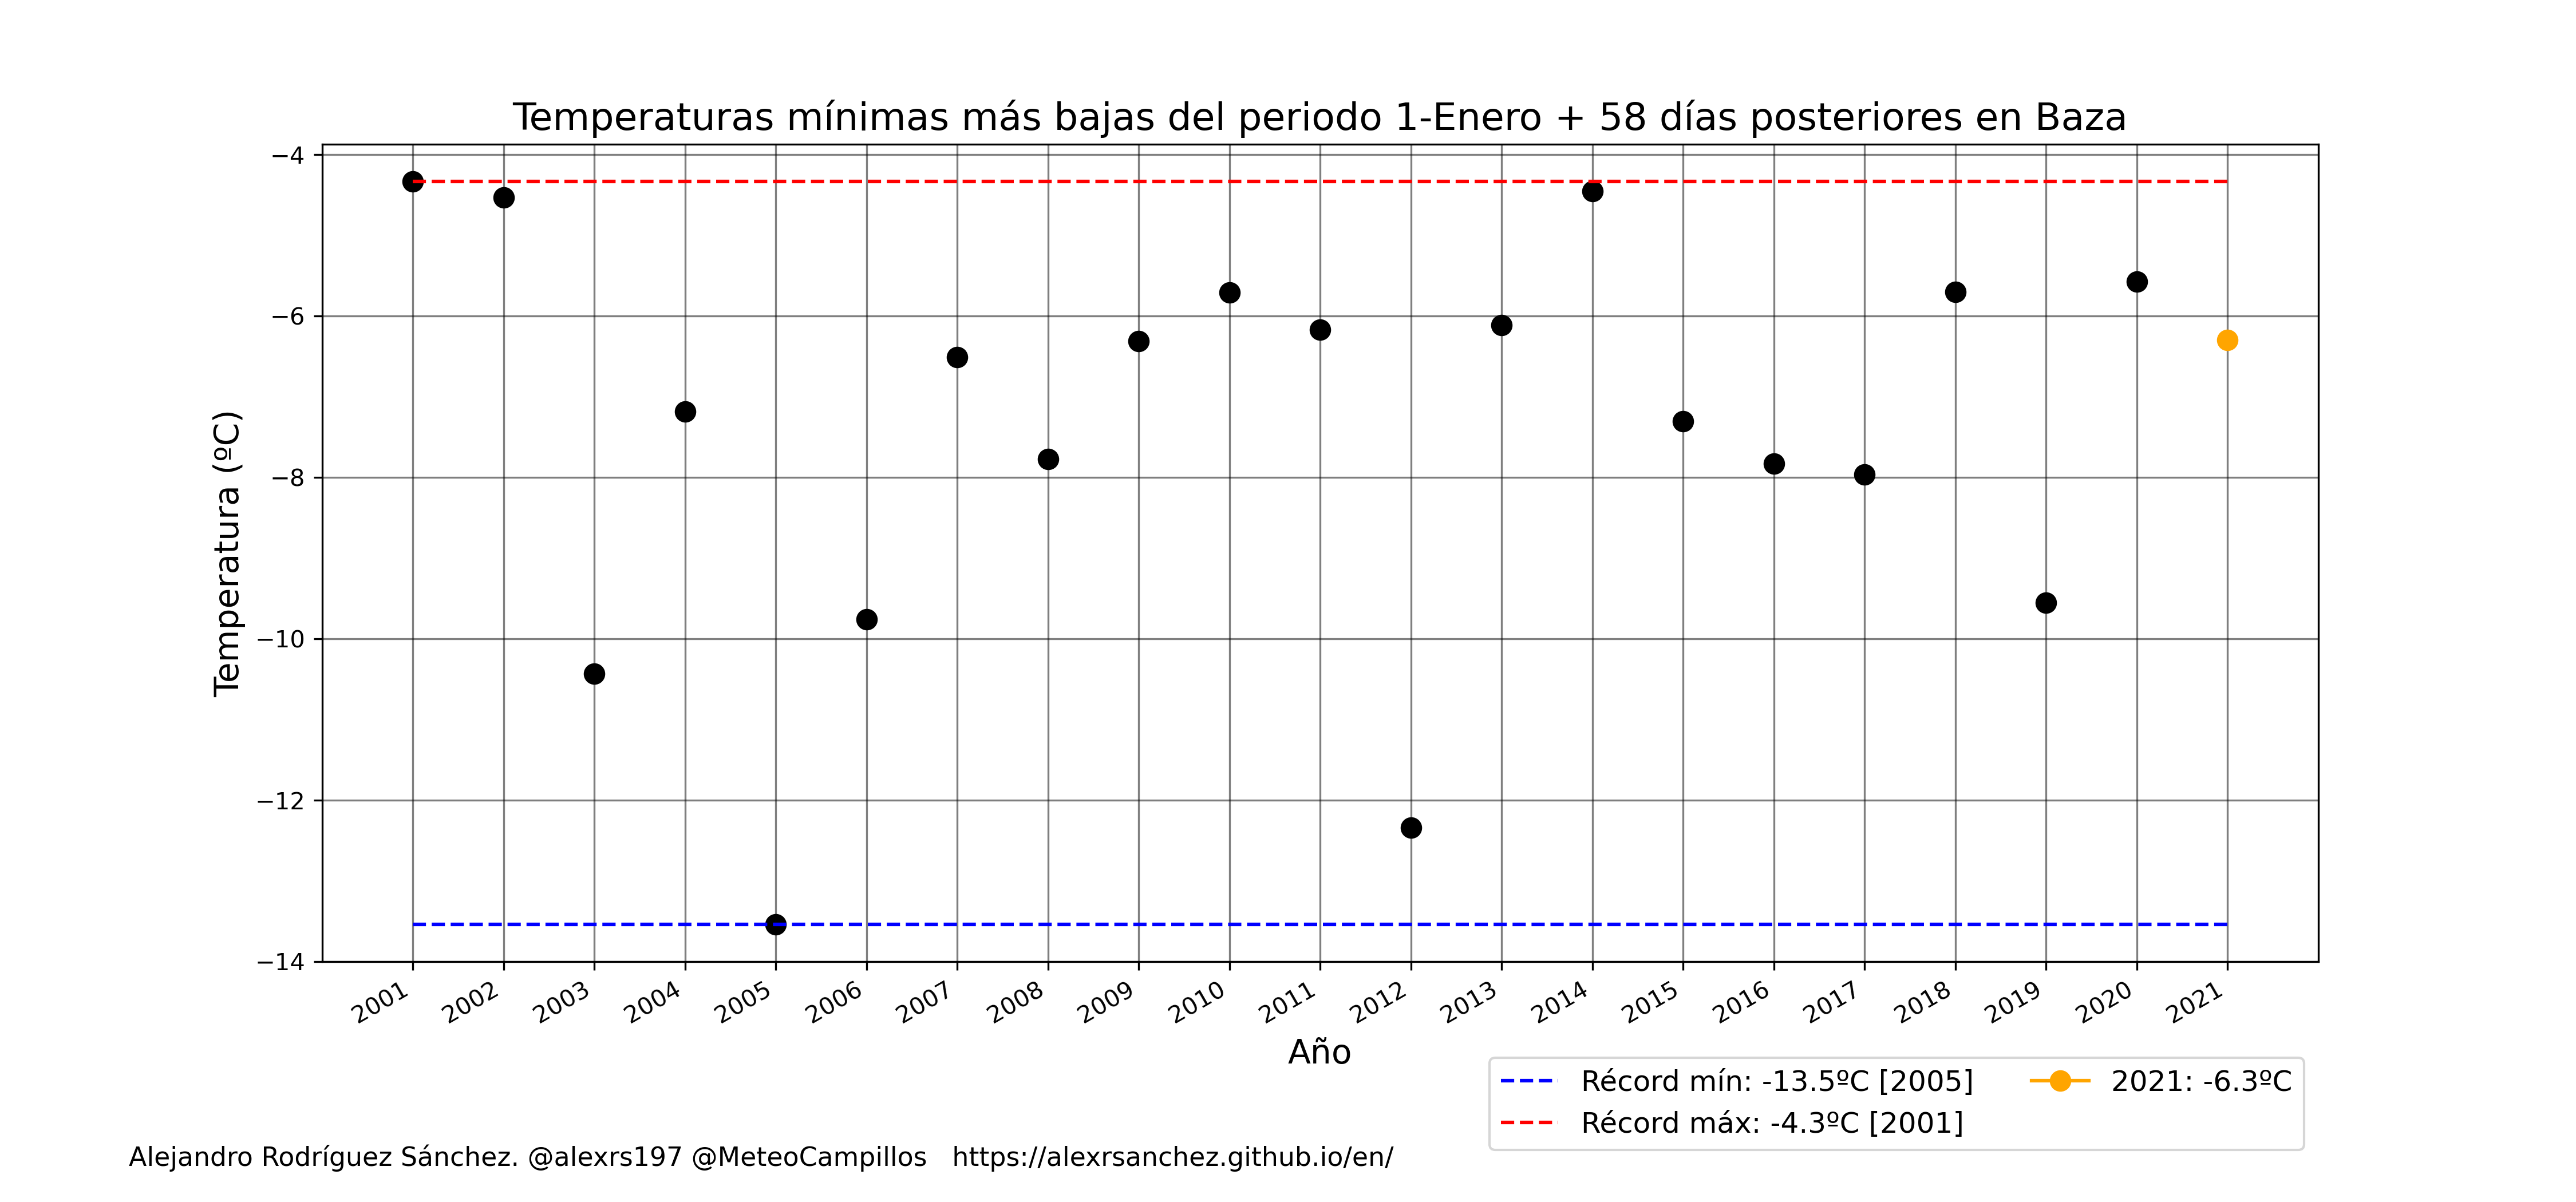 Temperaturas mínimas más bajas del periodo 1-Enero + 58 días posteriores en Baza
Temperatura (ºC)
−4
−6
−8
−10
−12
−14
2001 2002 2003 2004 2005 2006 2007 2008 2009 2010 2011 2012 2013 2014 2015 2016 2017 2018 2019 2020 2021
Año
Récord mín: -13.5ºC [2005]
Récord máx: -4.3ºC [2001]
2021: -6.3ºC
Alejandro Rodríguez Sánchez. @alexrs197 @MeteoCampillos https://alexrsanchez.github.io/en/